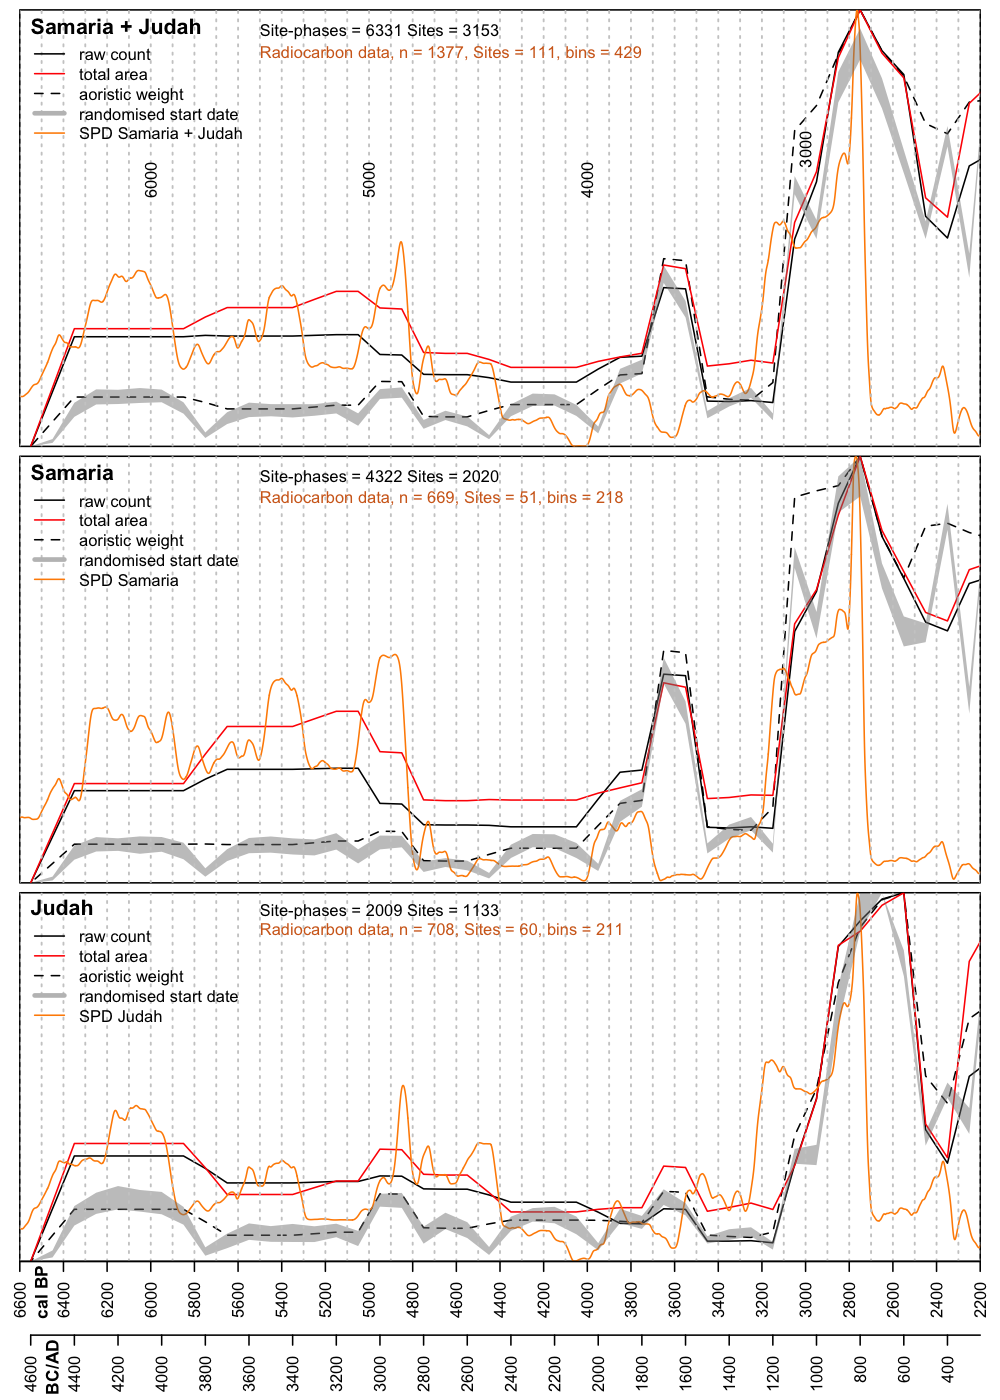 Samaria + Judah
Site-phases = 6331 Sites = 3153
Radiocarbon data, n = 1377, Sites = 111, bins = 429
raw count
total area
aoristic weight
randomised start date
SPD Samaria + Judah
6000
5000
4000
3000
Samaria
Site-phases = 4322 Sites = 2020
Radiocarbon data, n = 669, Sites = 51, bins = 218
raw count
total area
aoristic weight
randomised start date
SPD Samaria
Judah
Site-phases = 2009 Sites = 1133
Radiocarbon data, n = 708, Sites = 60, bins = 211
raw count
total area
aoristic weight
randomised start date
SPD Judah
6600 cal BP 6400 6200 6000 5800 5600 5400 5200 5000 4800 4600 4400 4200 4000 3800 3600 3400 3200 3000 2800 2600 2400 2200
4600 BC/AD 4400 4200 4000 3800 3600 3400 3200 3000 2800 2600 2400 2200 2000 1800 1600 1400 1200 1000 800 600 400